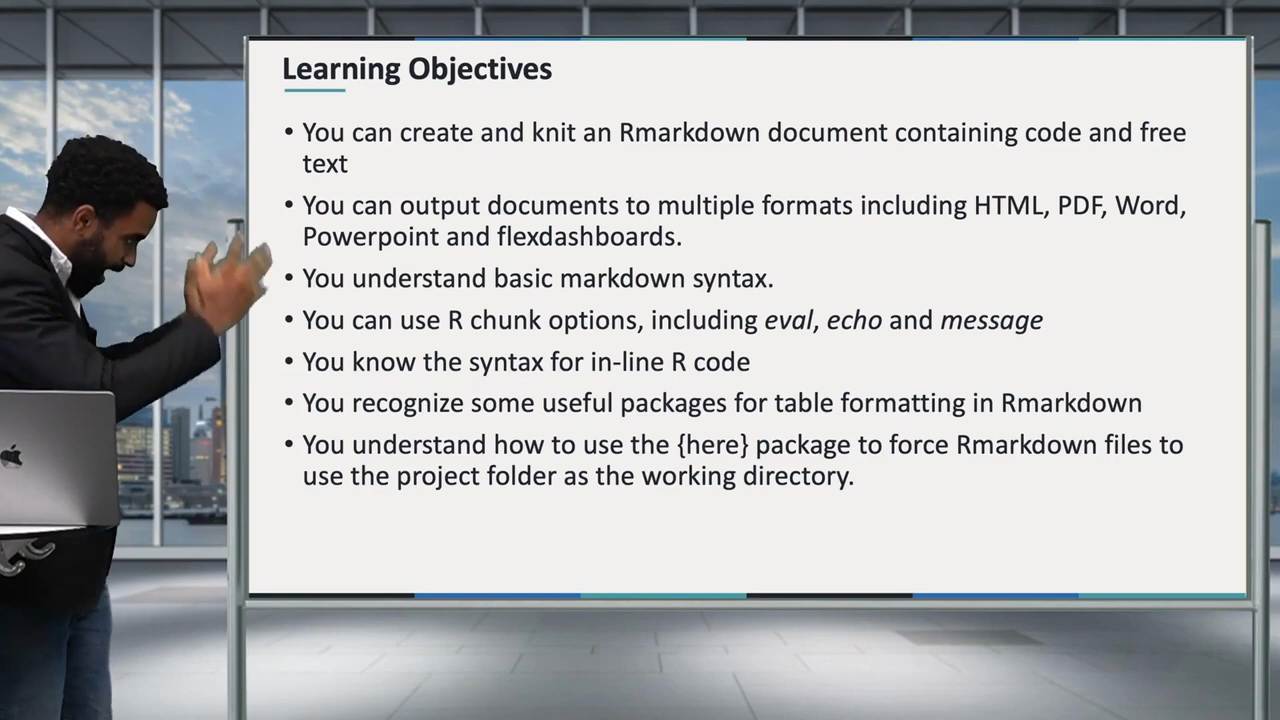 Learning Objectives
• You can create and knit an Rmarkdown document containing code and free
text
• You can output documents to multiple formats including HTML, PDF, Word,
Powerpoint and flexdashboards.
• You understand basic markdown syntax.
• You can use R chunk options, including eval, echo and message
• You know the syntax for in-line R code
• You recognize some useful packages for table formatting in Rmarkdown
• You understand how to use the {here} package to force Rmarkdown files to
use the project folder as the working directory.